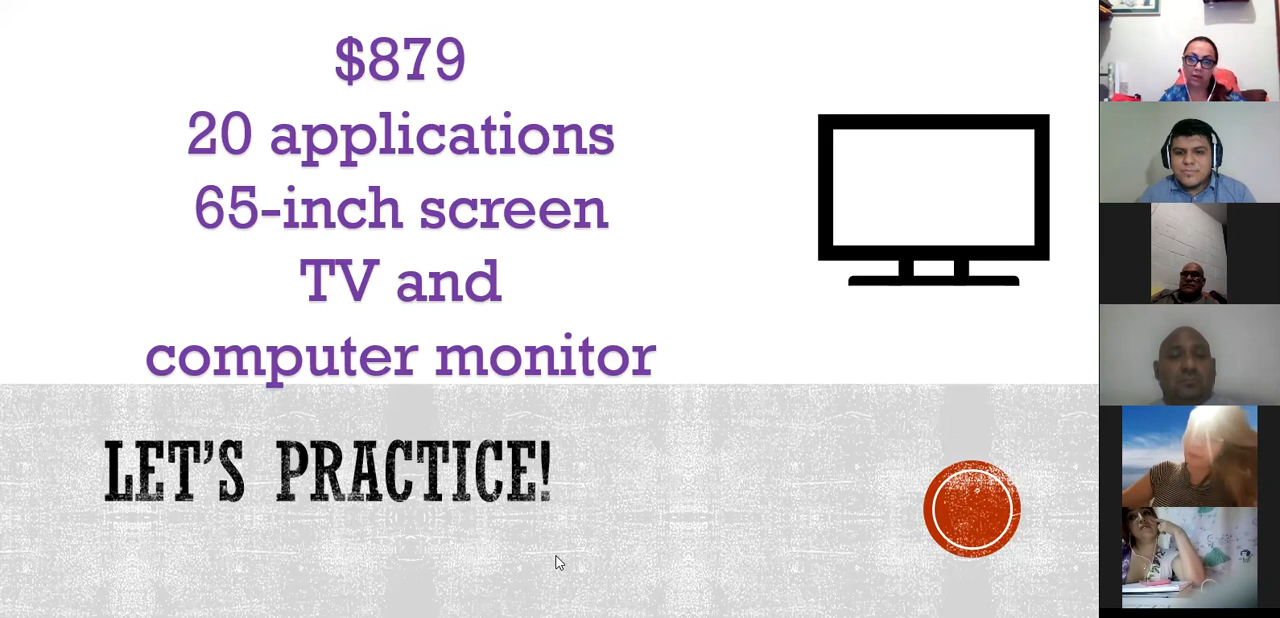 $879
20 applications
65-inch screen
TV and
computer monitor
LET'S PRACTICE!